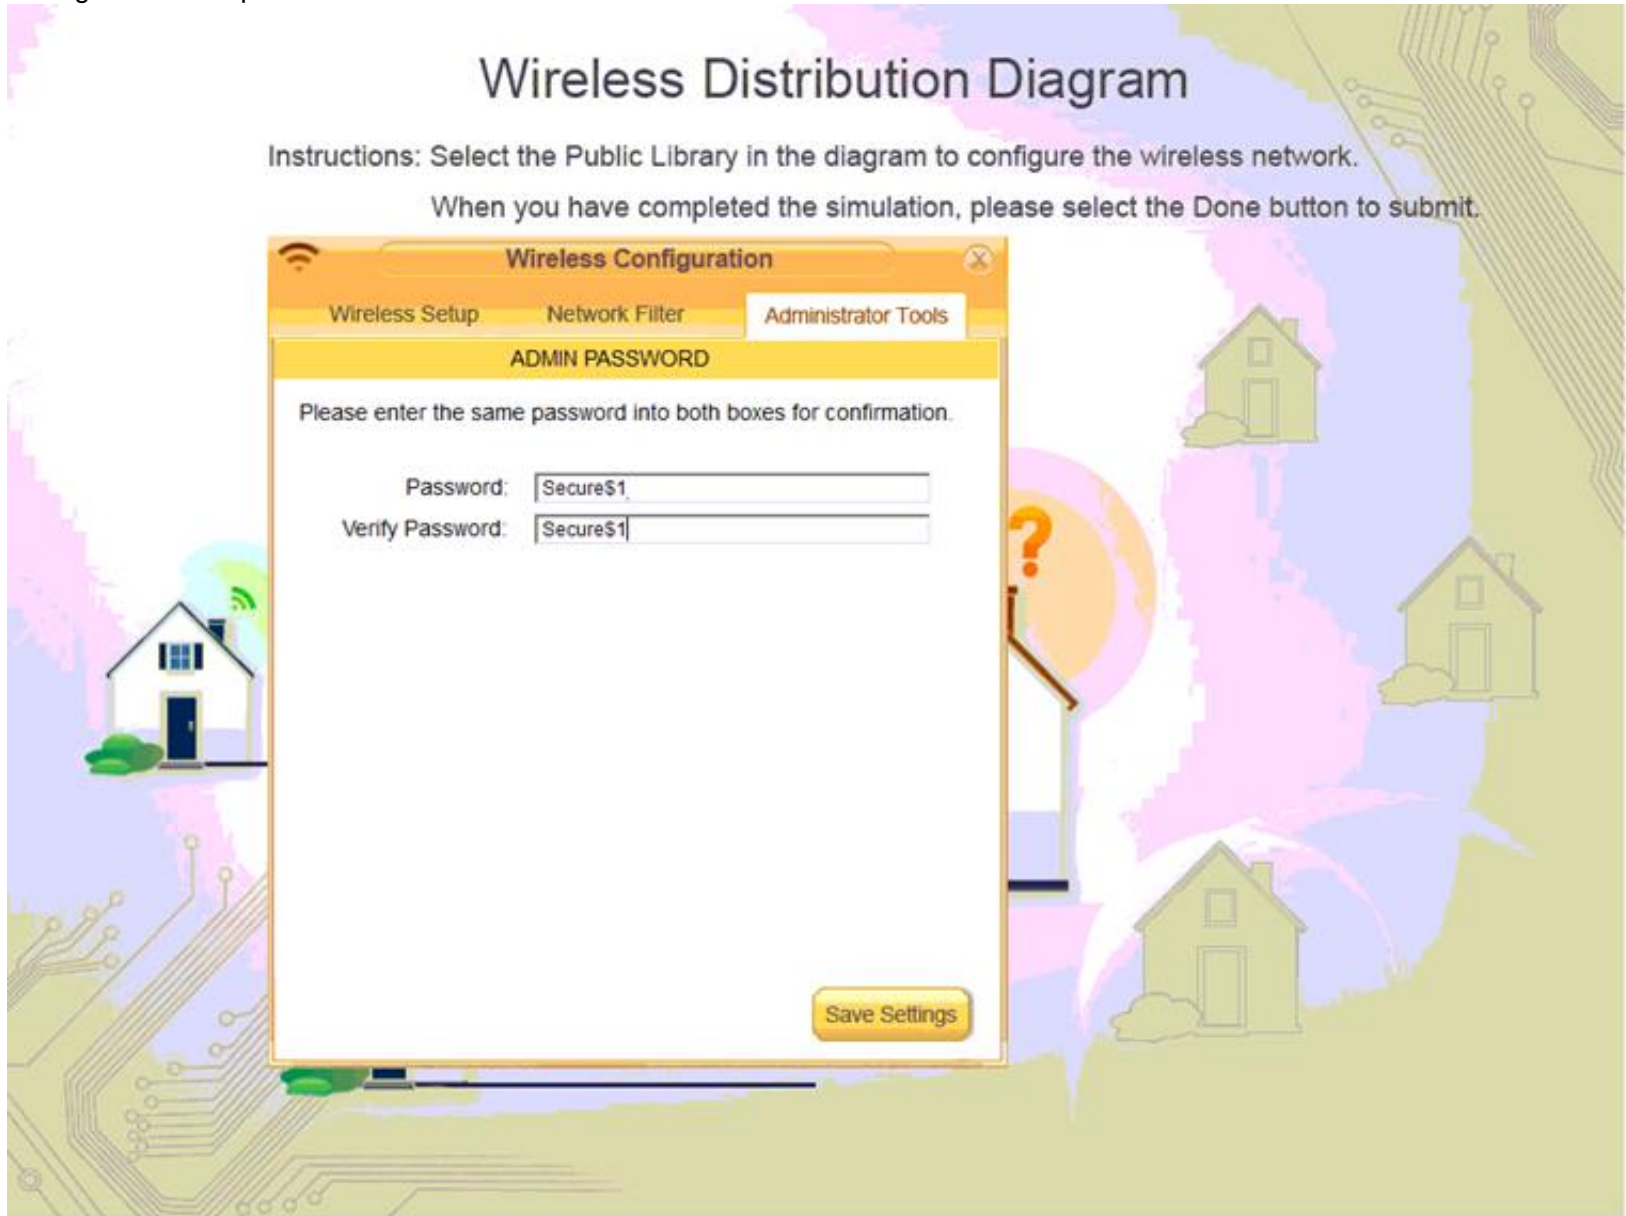 Wireless Distribution Diagram
Instructions: Select the Public Library in the diagram to configure the wireless network.
When you have completed the simulation, please select the Done button to submit.
Wireless Configuration
Wireless Setup Network Filter Administrator Tools
ADMIN PASSWORD
Please enter the same password into both boxes for confirmation.
Password: Secure$1
Verify Password: Secure$1
?
Save Settings